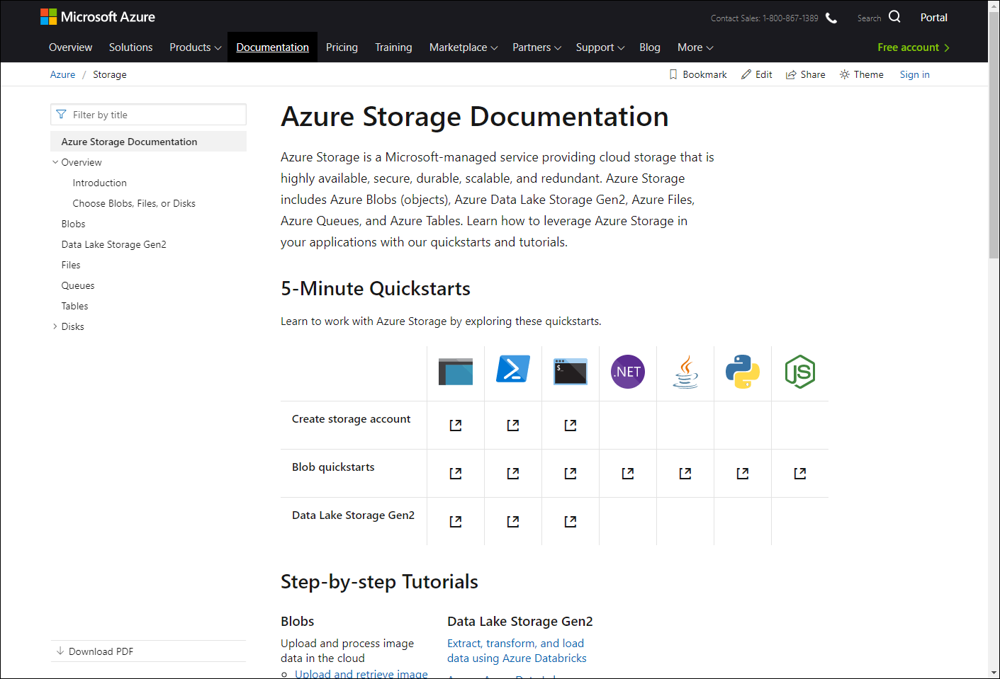 Microsoft Azure
Contact Sales: 1-800-867-1389
Search
Portal
Overview Solutions Products Documentation Pricing Training Marketplace Partners Support Blog More
Free account
Azure / Storage
Bookmark Edit Share Theme Sign in
Filter by title
Azure Storage Documentation
Overview
Introduction
Choose Blobs, Files, or Disks
Blobs
Data Lake Storage Gen2
Files
Queues
Tables
Disks
Download PDF
Azure Storage Documentation
Azure Storage is a Microsoft-managed service providing cloud storage that is
highly available, secure, durable, scalable, and redundant. Azure Storage
includes Azure Blobs (objects), Azure Data Lake Storage Gen2, Azure Files,
Azure Queues, and Azure Tables. Learn how to leverage Azure Storage in
your applications with our quickstarts and tutorials.
5-Minute Quickstarts
Learn to work with Azure Storage by exploring these quickstarts.
$_ .NET JS
Create storage account
Blob quickstarts
Data Lake Storage Gen2
Step-by-step Tutorials
Blobs
Upload and process image
data in the cloud
Upload and retrieve image
Data Lake Storage Gen2
Extract, transform, and load
data using Azure Databricks